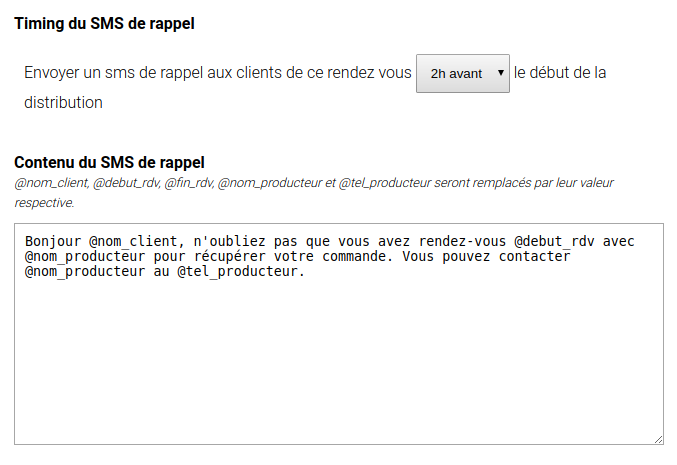 Timing du SMS de rappel
Envoyer un sms de rappel aux clients de ce rendez vous 2h avant le début de la
distribution
Contenu du SMS de rappel
@nom_client, @debut_rdv, @fin_rdv, @nom_producteur et @tel_producteur seront remplacés par leur valeur
respective.
Bonjour @nom_client, n'oubliez pas que vous avez rendez-vous @debut_rdv avec
@nom_producteur pour récupérer votre commande. Vous pouvez contacter
@nom_producteur au @tel_producteur.